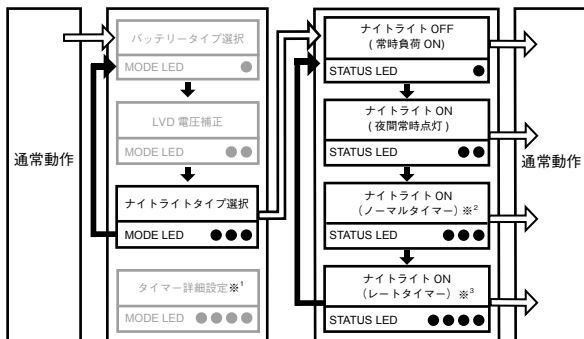 通常動作
バッテリータイプ選択
MODE LED ●
LVD 電圧補正
MODE LED ●●
ナイトライトタイプ選択
MODE LED ●●●
タイマー詳細設定※1
MODE LED ●●●●
ナイトライト OFF
( 常時負荷 ON)
STATUS LED ●
ナイトライト ON
(夜間常時点灯 )
STATUS LED ●●
ナイトライト ON
（ノーマルタイマー）※2
STATUS LED ●●●
ナイトライト ON
（レートタイマー）※3
STATUS LED ●●●●
通常動作